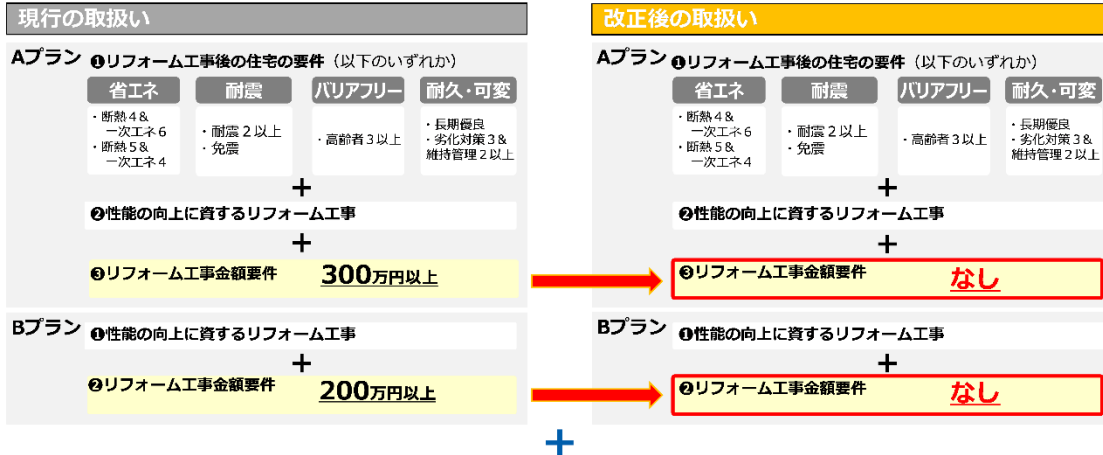 現行の取扱い
Aプラン ❶リフォーム工事後の住宅の要件（以下のいずれか）
省エネ 耐震 バリアフリー 耐久・可変
・断熱４＆
一次エネ６
・断熱５＆
一次エネ４
・耐震２以上
・免震
・高齢者３以上
・長期優良
・劣化対策３＆
維持管理２以上
＋
❷性能の向上に資するリフォーム工事
＋
❸リフォーム工事金額要件 300万円以上
Bプラン ❶性能の向上に資するリフォーム工事
＋
❷リフォーム工事金額要件 200万円以上
改正後の取扱い
Aプラン ❶リフォーム工事後の住宅の要件（以下のいずれか）
省エネ 耐震 バリアフリー 耐久・可変
・断熱４＆
一次エネ６
・断熱５＆
一次エネ４
・耐震２以上
・免震
・高齢者３以上
・長期優良
・劣化対策３＆
維持管理２以上
＋
❷性能の向上に資するリフォーム工事
＋
❸リフォーム工事金額要件 なし
Bプラン ❶性能の向上に資するリフォーム工事
＋
❷リフォーム工事金額要件 なし
＋